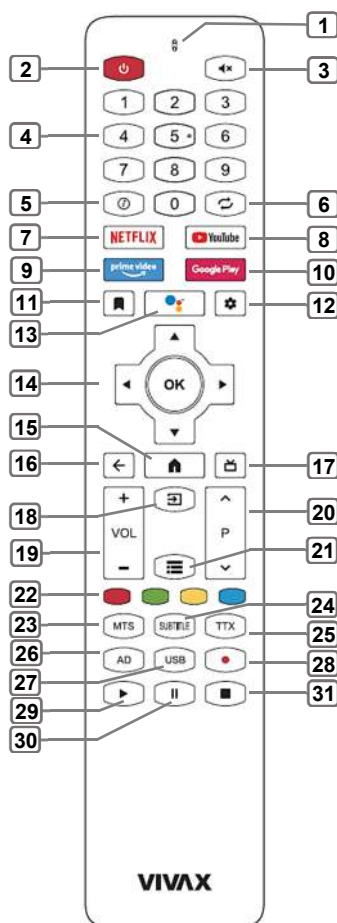 1
2
3
1 2 3
4
4 5 6
7 8 9
5
0
6
7
NETFLIX
YouTube
8
9
prime video
Google Play
10
11
12
13
14
OK
15
16
17
18
+
VOL
-
P
19
20
21
22
23
MTS
SUBTITLE
TTX
24
25
26
AD
USB
27
28
29
30
31
VIVAX